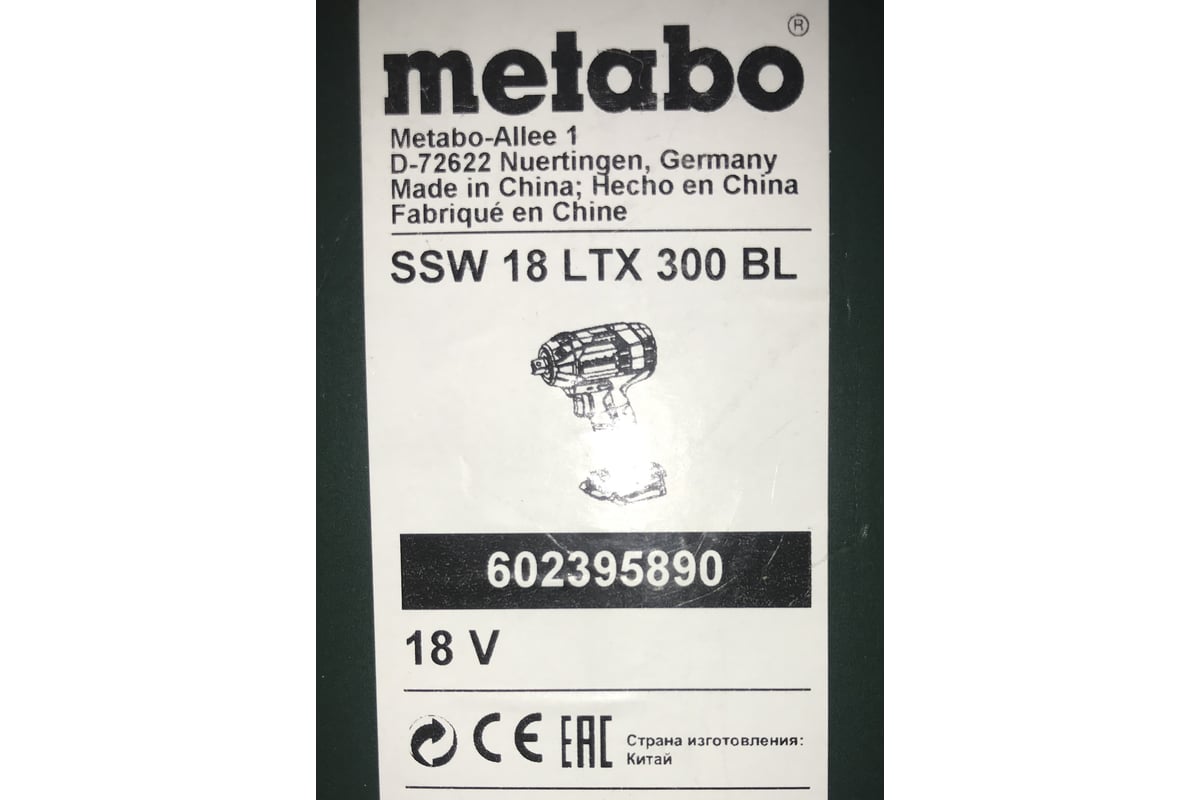 metabo®
Metabo-Allee 1
D-72622 Nuertingen, Germany
Made in China; Hecho en China
Fabriqué en Chine
SSW 18 LTX 300 BL
602395890
18 V
CE EAC Страна изготовления:
Китай